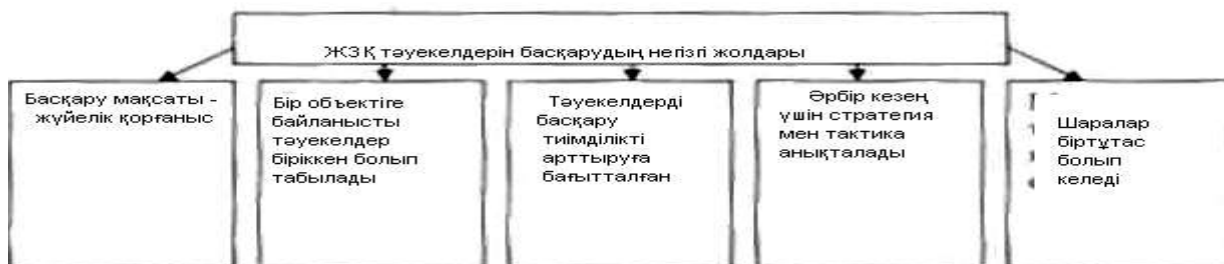 ЖЗҚ тәуекелдерін басқарудың негізгі жолдары
Басқару мақсаты -
жүйелік қорғаныс
Бір объектіге
байланысты
тәуекелдер
біріккен болып
табылады
Тәуекелдерді
басқару
тиімділікті
арттыруға
бағытталған
Әрбір кезең
үшін стратегия
мен тактика
анықталады
Шаралар
біртұтас
болып
келеді